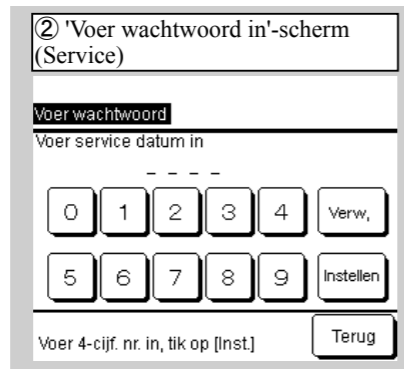 ② 'Voer wachtwoord in'-scherm
(Service)
Voer wachtwoord
Voer service datum in
_ _ _ _
0 1 2 3 4 Verw,
5 6 7 8 9 Instellen
Voer 4-cijf. nr. in, tik op [Inst.] Terug